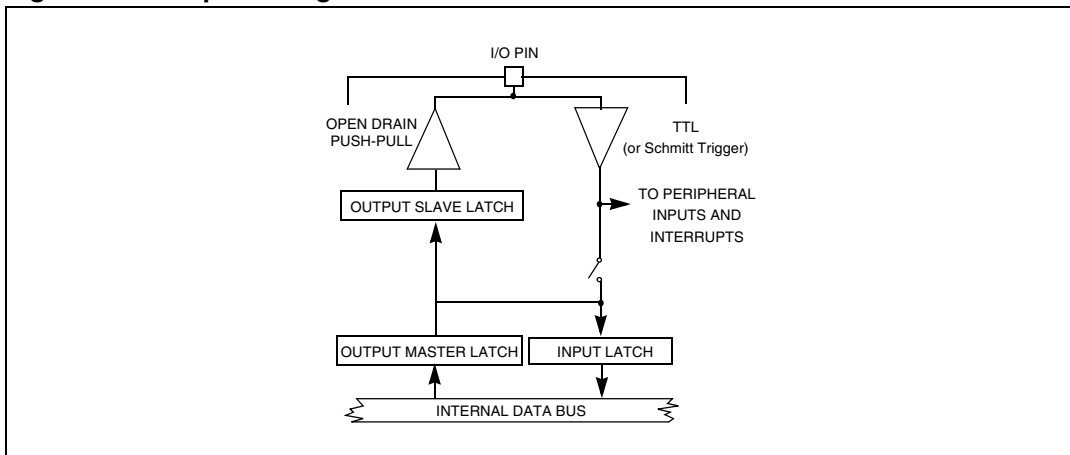 I/O PIN
OPEN DRAIN
PUSH-PULL
TTL
(or Schmitt Trigger)
OUTPUT SLAVE LATCH
TO PERIPHERAL
INPUTS AND
INTERRUPTS
OUTPUT MASTER LATCH
INPUT LATCH
INTERNAL DATA BUS